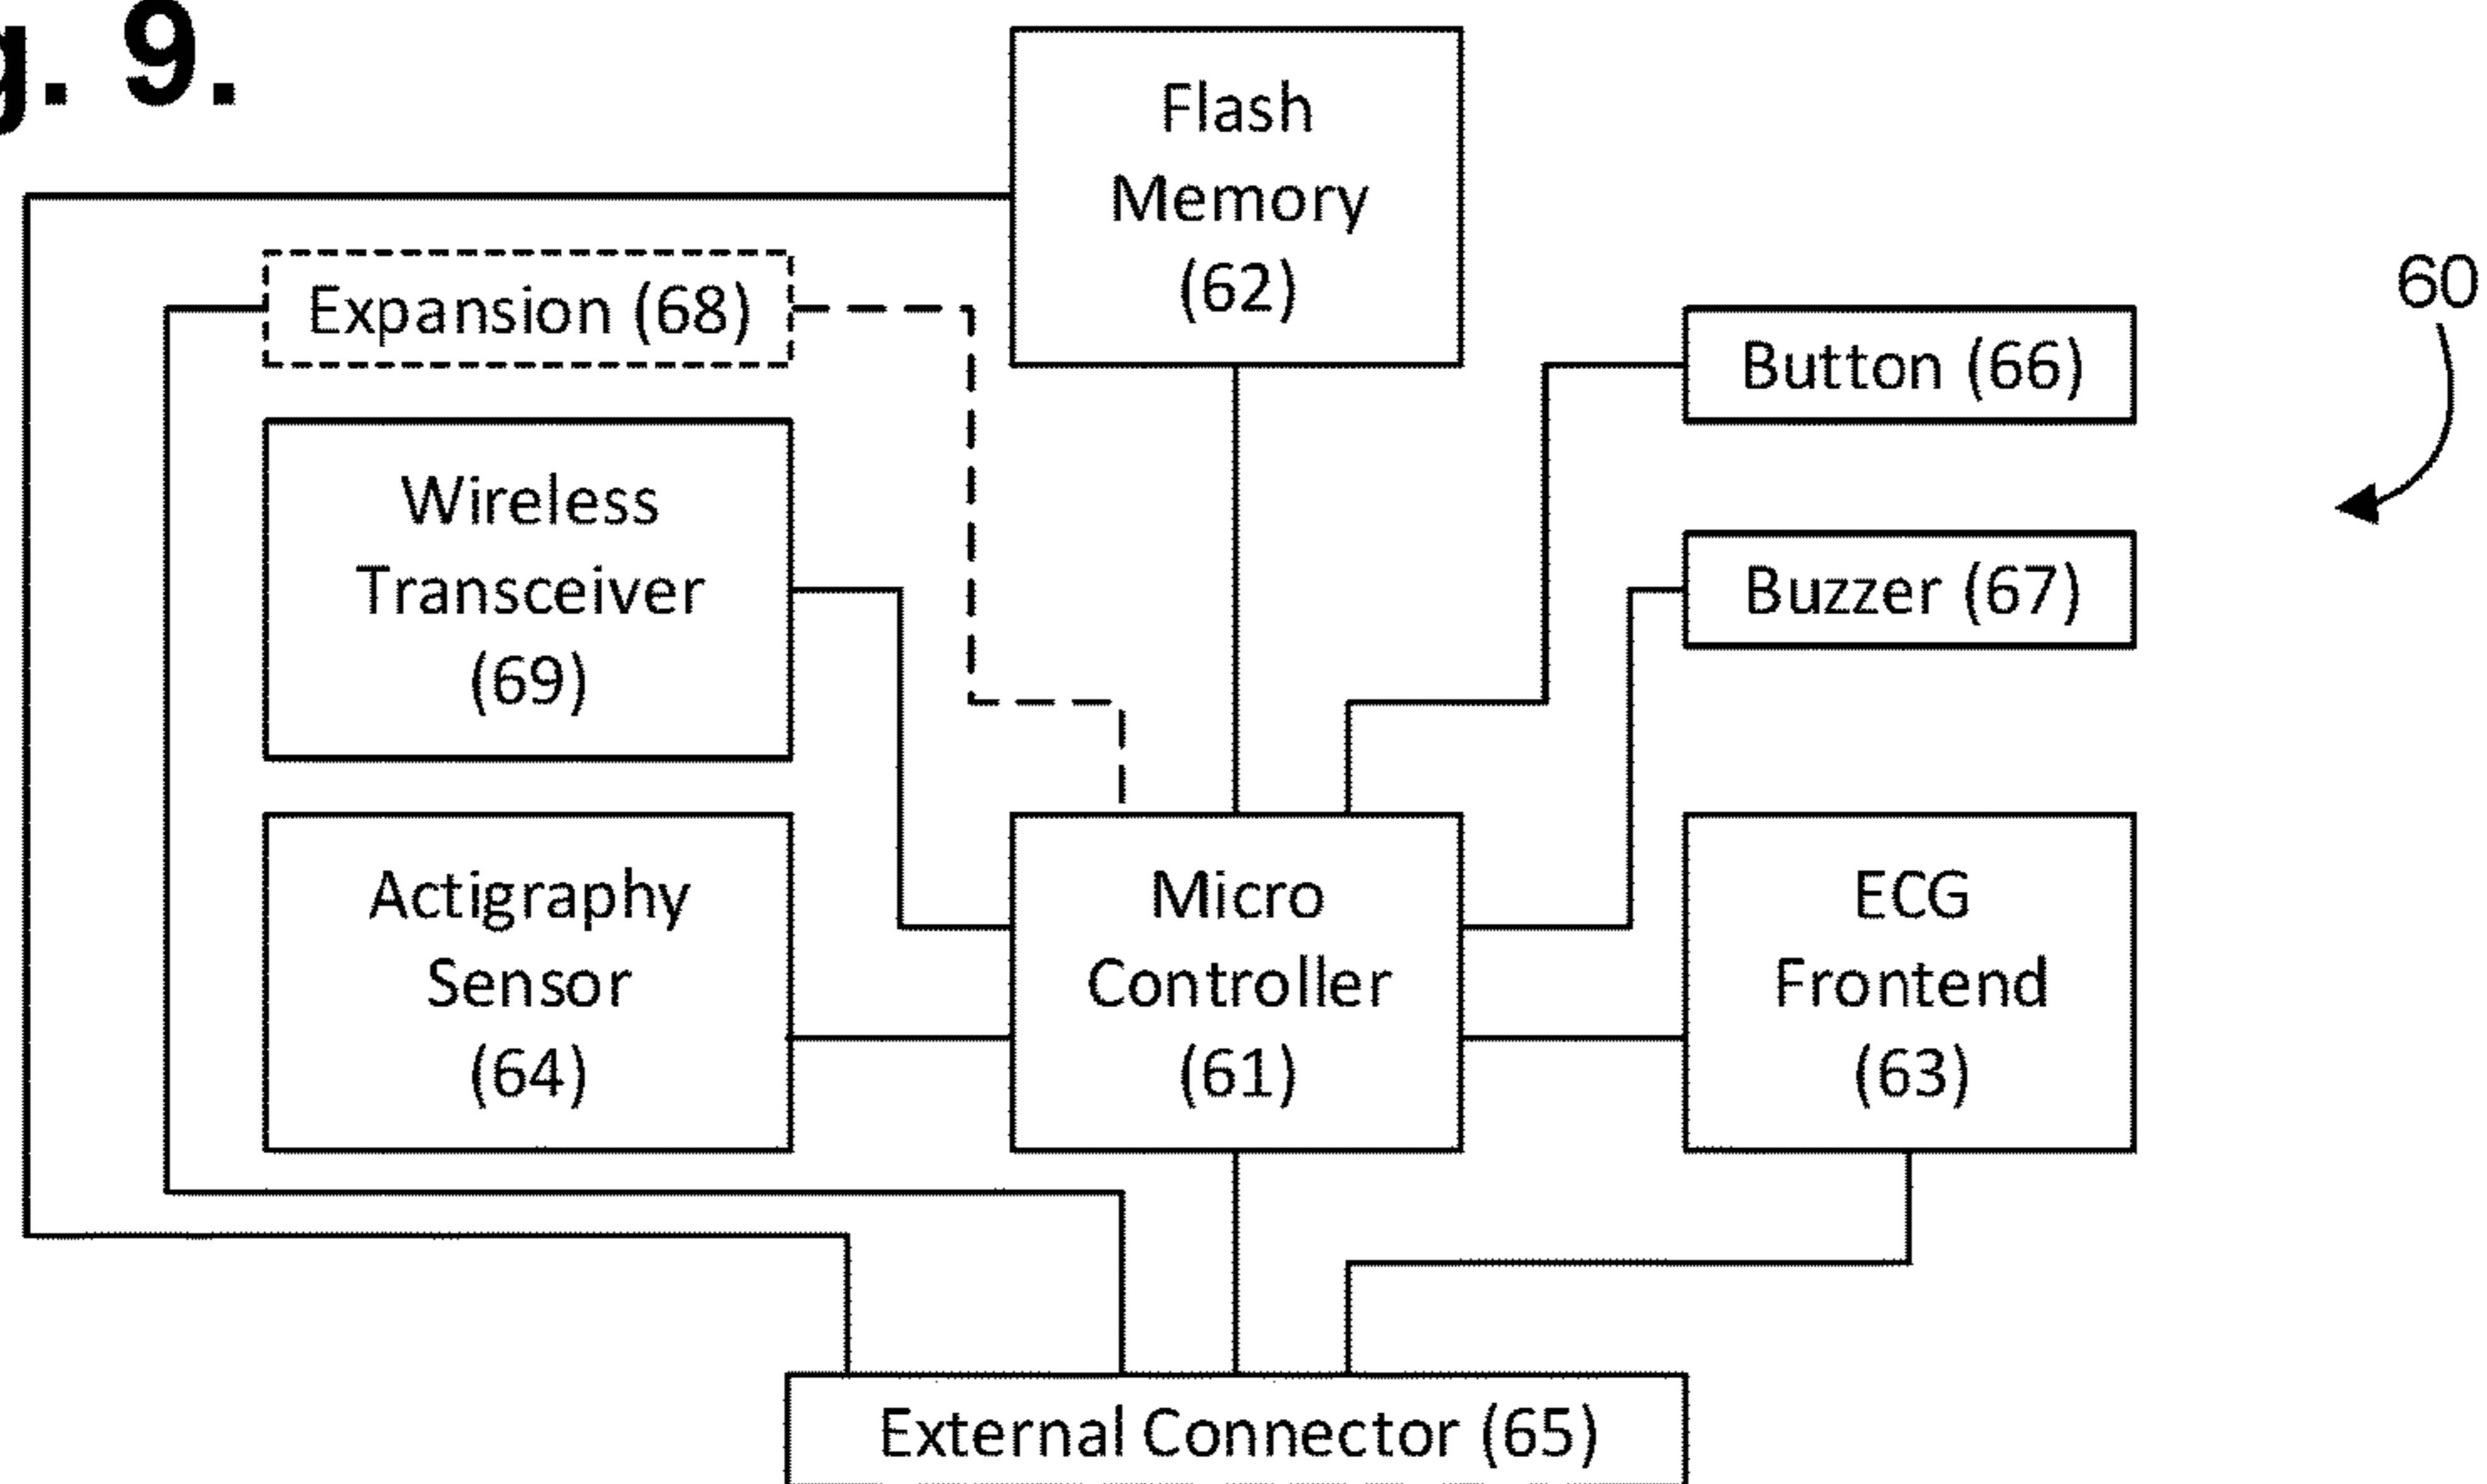 g. 9.
Flash
Memory
(62)
Expansion (68)
60
Button (66)
Wireless
Transceiver
(69)
Buzzer (67)
Actigraphy
Sensor
(64)
Micro
Controller
(61)
ECG
Frontend
(63)
External Connector (65)